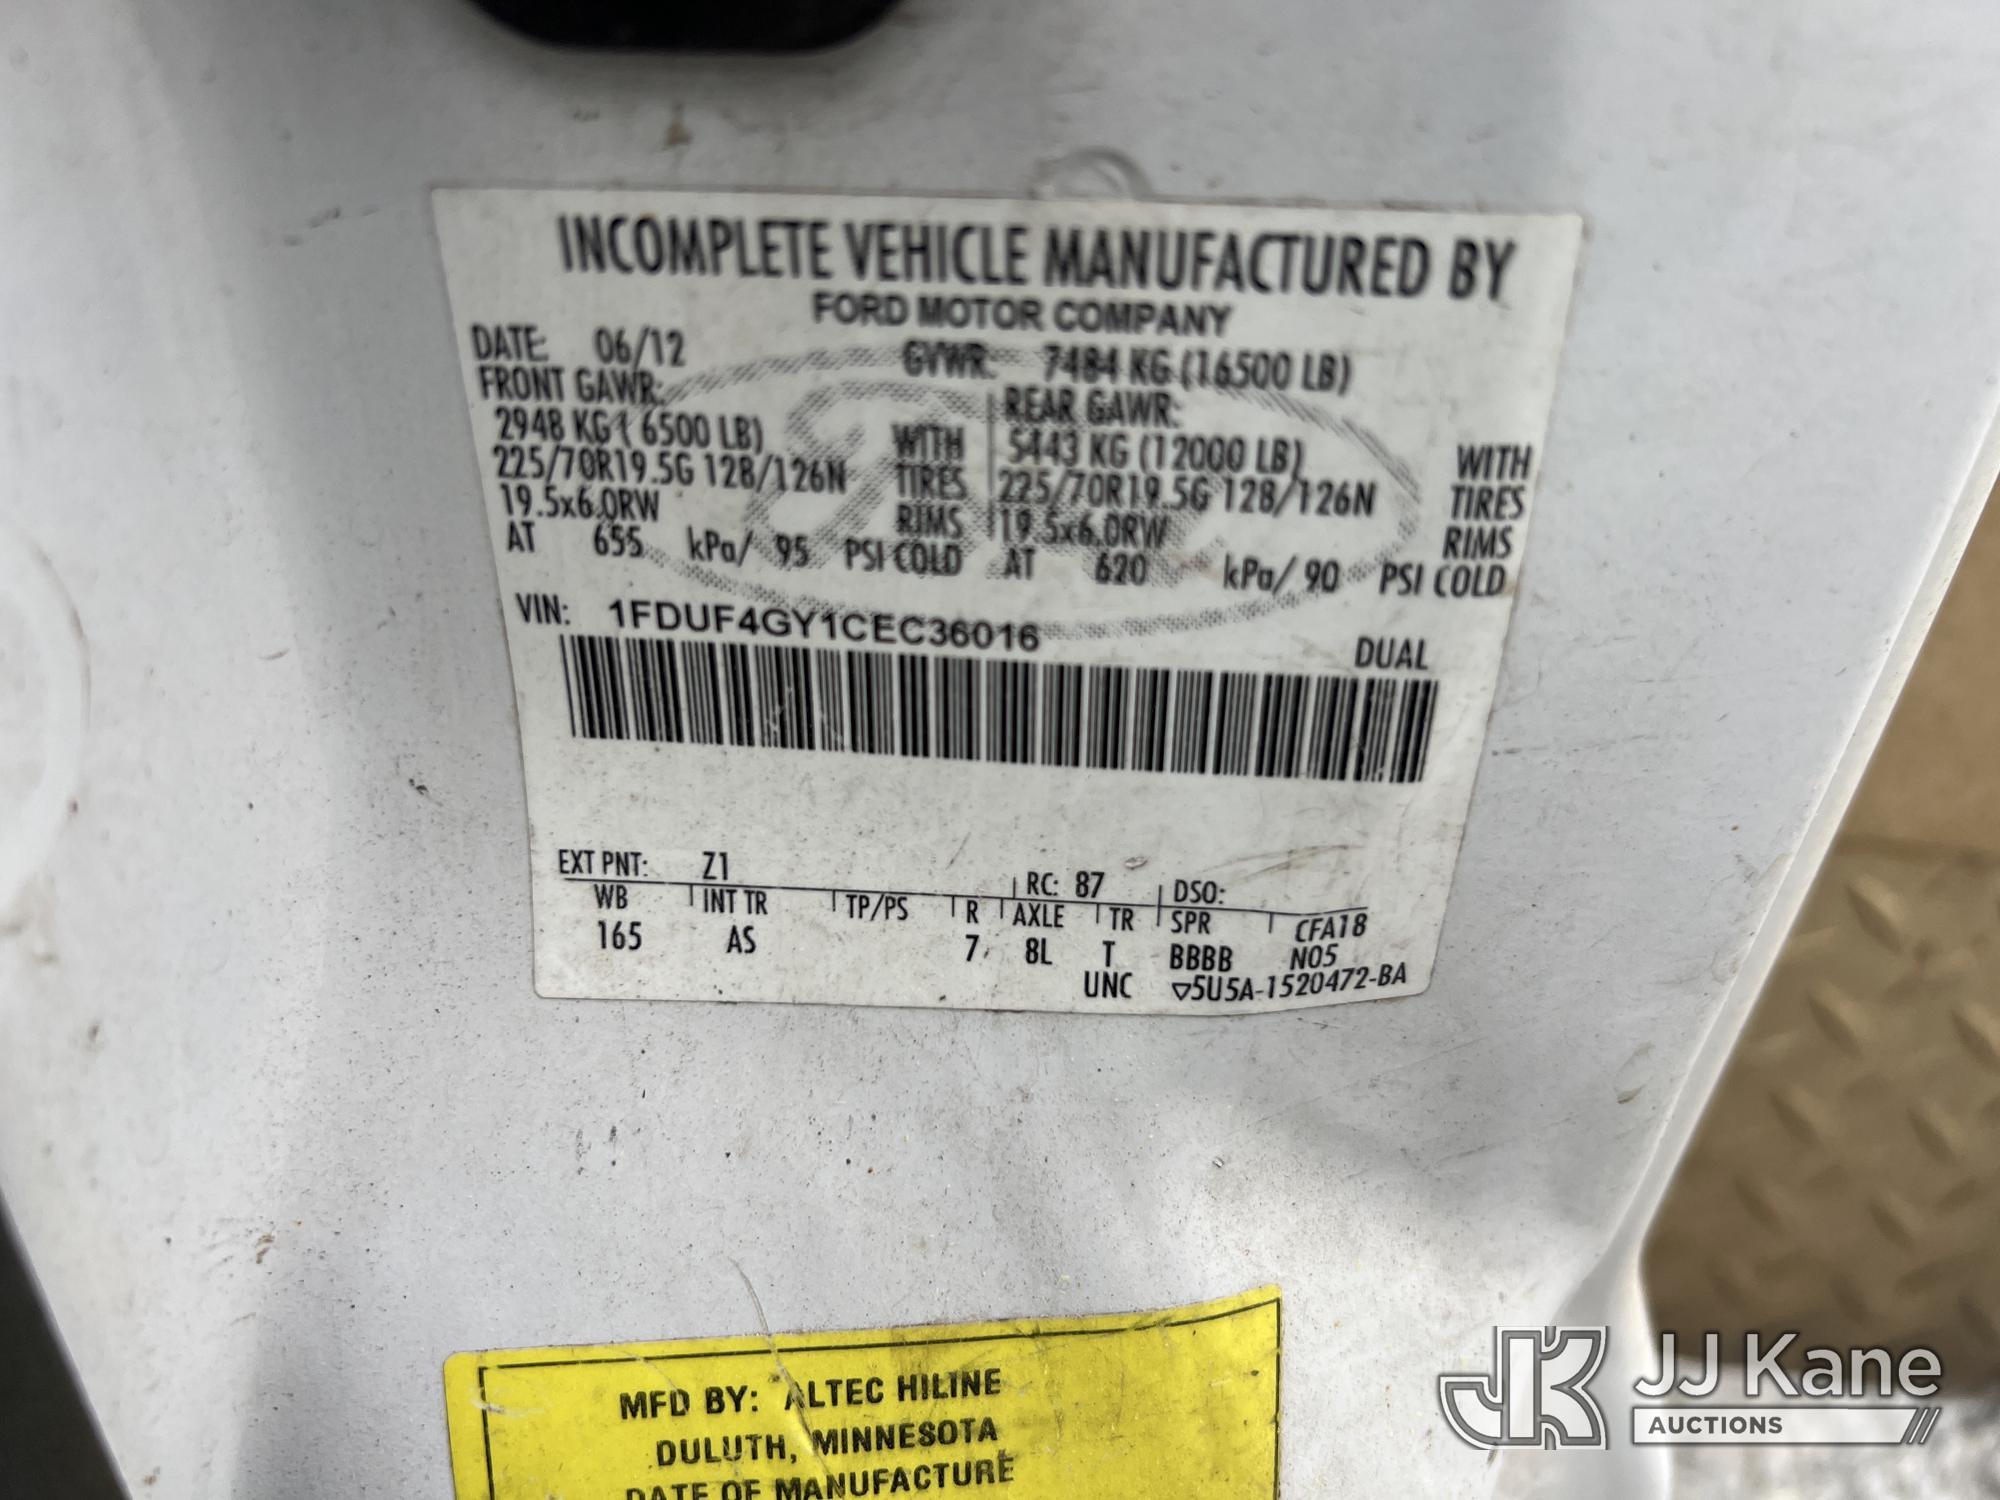 INCOMPLETE VEHICLE MANUFACTURED BY
FORD MOTOR COMPANY
DATE: 06/12 GVWR: 7484 KG (16500 LB)
FRONT GAWR: REAR GAWR:
2948 KG ( 6500 LB) WITH 5443 KG (12000 LB) WITH
225/70R19.5G 128/126N TIRES 225/70R19.5G 128/126N TIRES
19.5x6.0RW RIMS 19.5x6.0RW RIMS
AT 655 kPa/ 95 PSI COLD AT 620 kPa/ 90 PSI COLD
VIN: 1FDUF4GY1CEC36016
DUAL
EXT PNT: Z1 RC: 87 DSO:
WB INT TR TP/PS R AXLE TR SPR CFA18
165 AS 7 8L T BBBB N05
UNC ▽5U5A-1520472-BA
MFD BY: ALTEC HILINE
DULUTH, MINNESOTA
DATE OF MANUFACTURE
JK JJ Kane
AUCTIONS